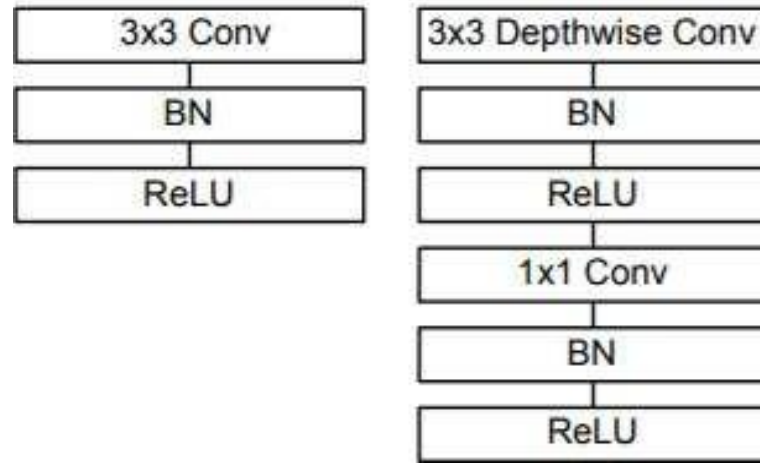 3x3 Conv
BN
ReLU
3x3 Depthwise Conv
BN
ReLU
1x1 Conv
BN
ReLU